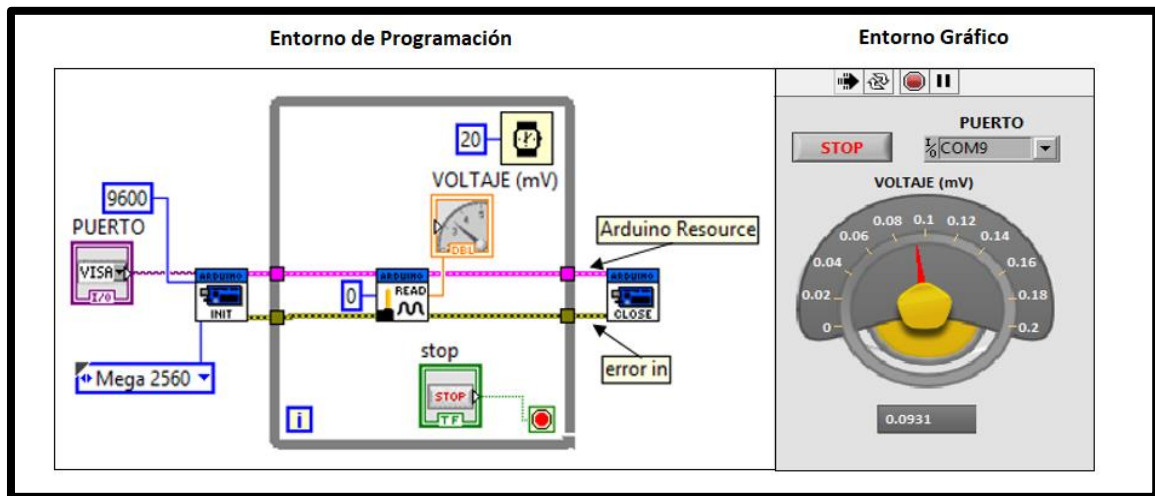 Entorno de Programación
Entorno Gráfico
20
VOLTAJE (mV)
DBL
9600
PUERTO
VISA
I/O
Arduino Resource
ARDUINO
INIT
0
ARDUINO
READ
ARDUINO
CLOSE
error in
Mega 2560
stop
STOP
TF
i
STOP
PUERTO
I/O COM9
VOLTAJE (mV)
0
0.02
0.04
0.06
0.08
0.1
0.12
0.14
0.16
0.18
0.2
0.0931